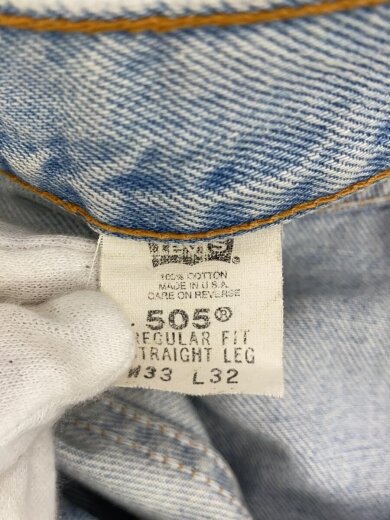 LEVI'S
100% COTTON
MADE IN U.S.A.
CARE ON REVERSE
505®
REGULAR FIT
STRAIGHT LEG
W33 L32